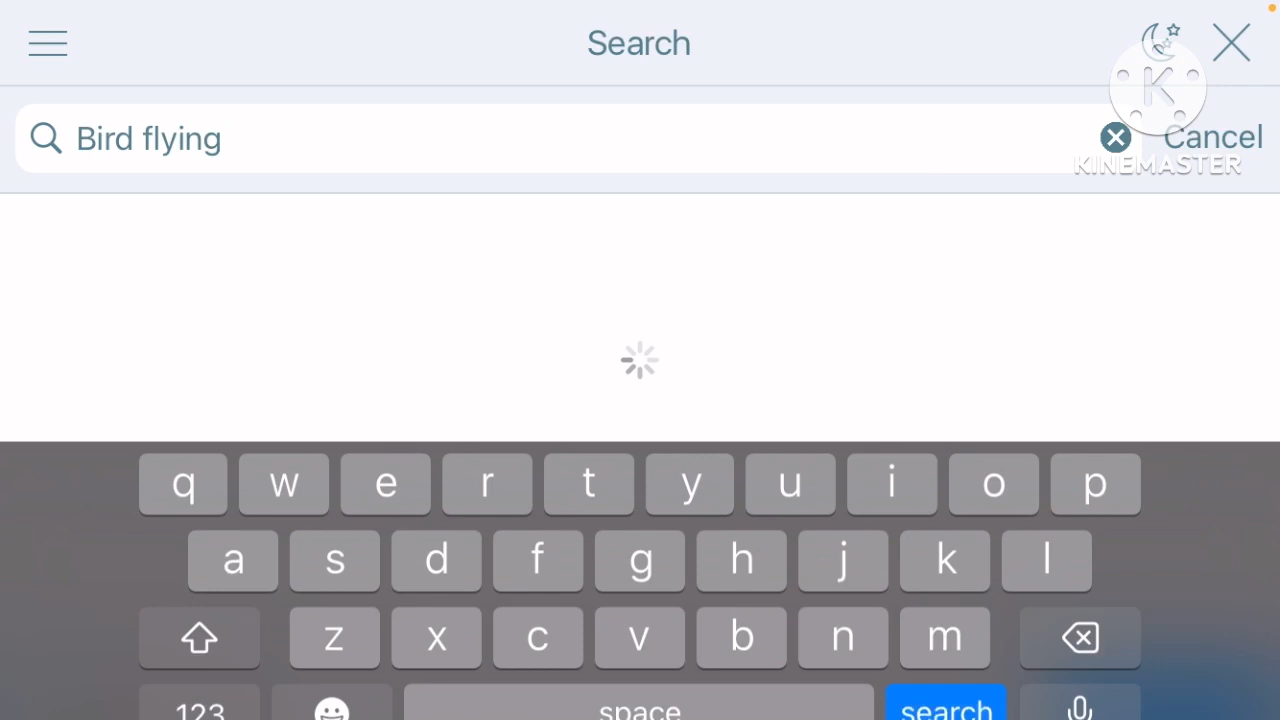 Search
Bird flying
Cancel
K
KINEMASTER
q w e r t y u i o p
a s d f g h j k l
z x c v b n m
123 space search